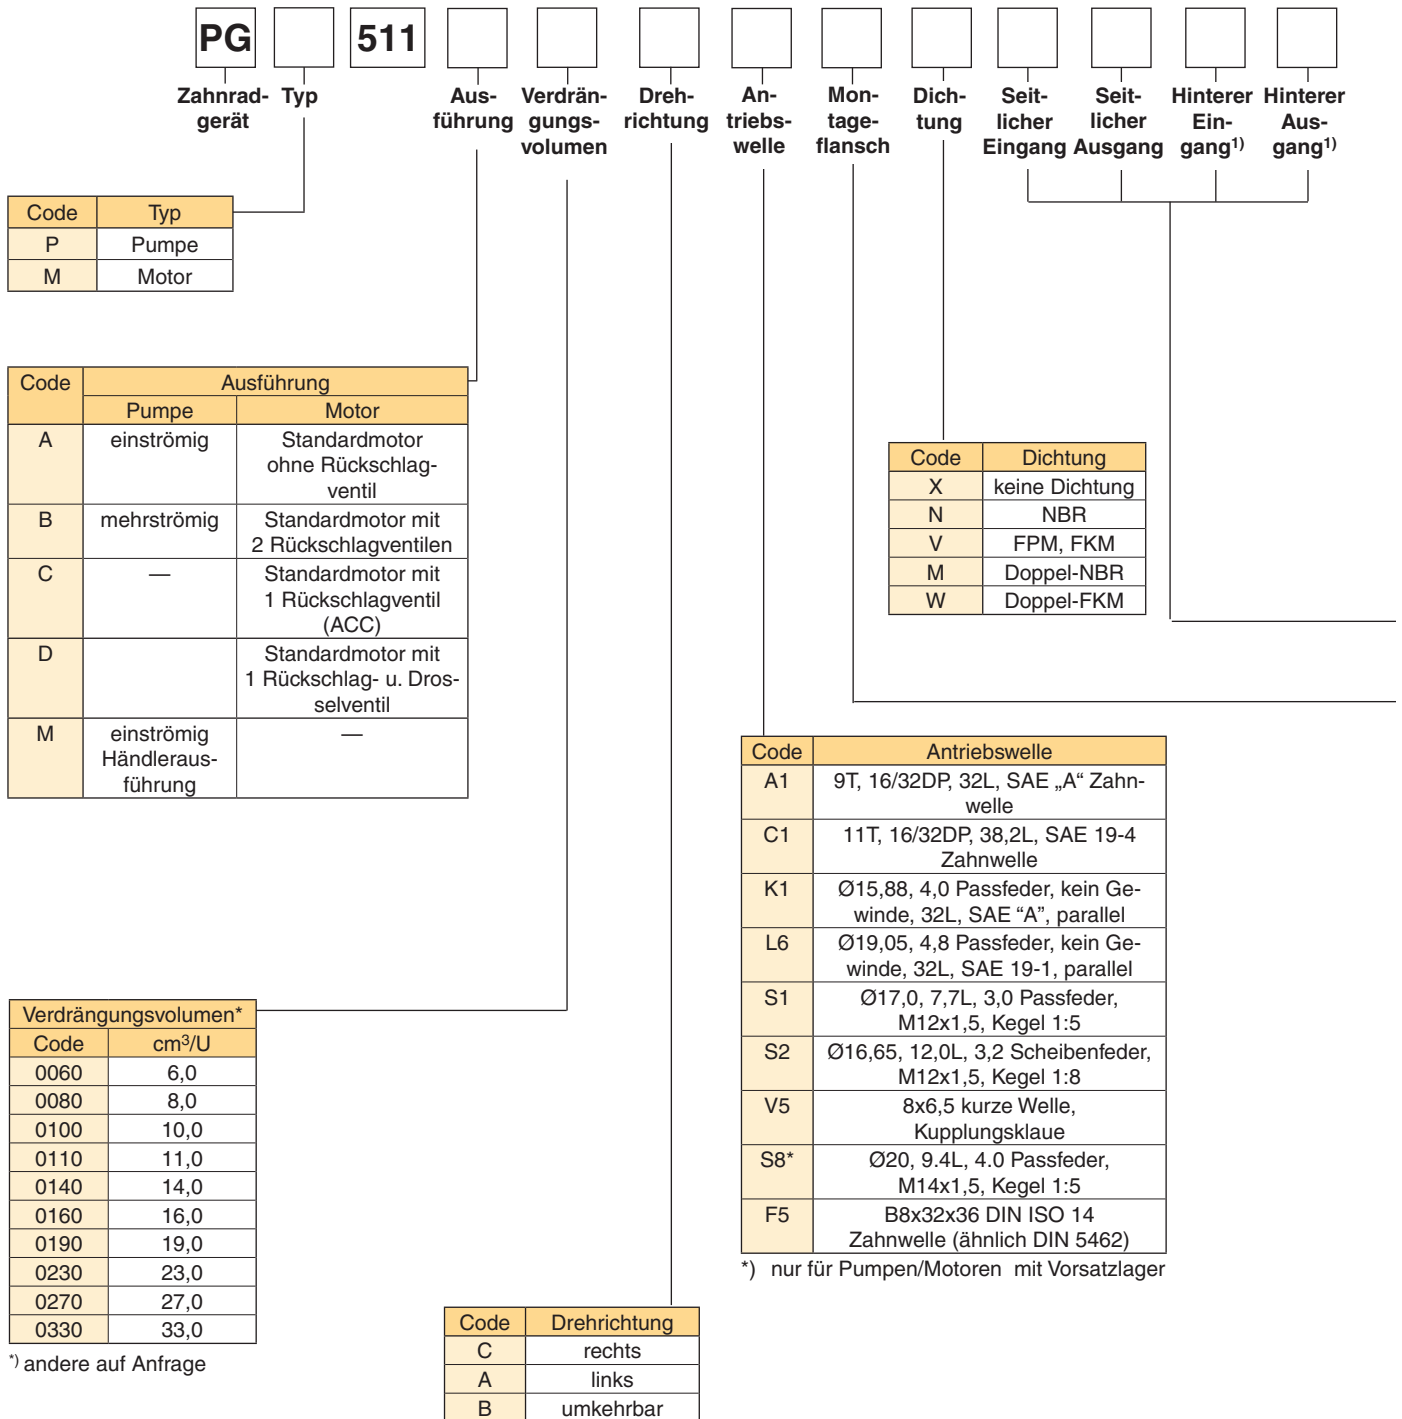 PG 511
Zahnrad-
gerät
Typ
Aus-
führung
Verdrän-
gungs-
volumen
Dreh-
richtung
An-
triebs-
welle
Mon-
tage-
flansch
Dich-
tung
Seit-
licher
Eingang
Seit-
licher
Ausgang
Hinterer
Ein-
gang1)
Hinterer
Aus-
gang1)
Code Typ
P Pumpe
M Motor
Code Ausführung
Pumpe Motor
A einströmig Standardmotor
ohne Rückschlag-
ventil
B mehrströmig Standardmotor mit
2 Rückschlagventilen
C — Standardmotor mit
1 Rückschlagventil
(ACC)
D Standardmotor mit
1 Rückschlag- u. Dros-
selventil
M einströmig —
Händleraus-
führung
Code Dichtung
X keine Dichtung
N NBR
V FPM, FKM
M Doppel-NBR
W Doppel-FKM
Code Antriebswelle
A1 9T, 16/32DP, 32L, SAE „A“ Zahn-
welle
C1 11T, 16/32DP, 38,2L, SAE 19-4
Zahnwelle
K1 Ø15,88, 4,0 Passfeder, kein Ge-
winde, 32L, SAE “A”, parallel
L6 Ø19,05, 4,8 Passfeder, kein Ge-
winde, 32L, SAE 19-1, parallel
S1 Ø17,0, 7,7L, 3,0 Passfeder,
M12x1,5, Kegel 1:5
S2 Ø16,65, 12,0L, 3,2 Scheibenfeder,
M12x1,5, Kegel 1:8
V5 8x6,5 kurze Welle,
Kupplungsklaue
S8* Ø20, 9.4L, 4.0 Passfeder,
M14x1,5, Kegel 1:5
F5 B8x32x36 DIN ISO 14
Zahnwelle (ähnlich DIN 5462)
*) nur für Pumpen/Motoren mit Vorsatzlager
Verdrängungsvolumen*
Code cm³/U
0060 6,0
0080 8,0
0100 10,0
0110 11,0
0140 14,0
0160 16,0
0190 19,0
0230 23,0
0270 27,0
0330 33,0
*) andere auf Anfrage
Code Drehrichtung
C rechts
A links
B umkehrbar